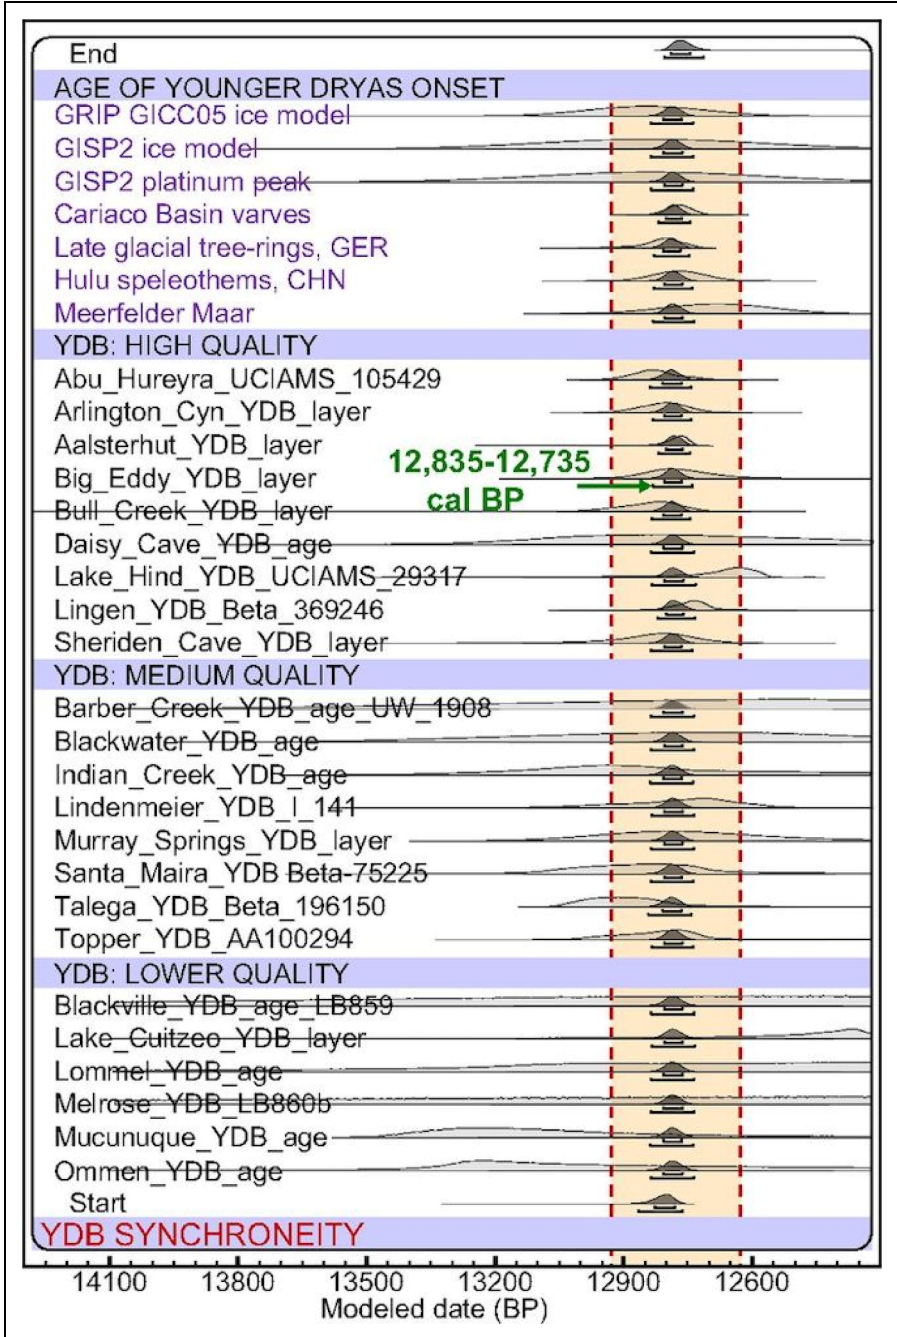 End
AGE OF YOUNGER DRYAS ONSET
GRIP GICC05 ice model
GISP2 ice model
GISP2 platinum peak
Cariaco Basin varves
Late glacial tree-rings, GER
Hulu speleothems, CHN
Meerfelder Maar
YDB: HIGH QUALITY
Abu_Hureyra_UCIAMS_105429
Arlington_Cyn_YDB_layer
Aalsterhut_YDB_layer
12,835-12,735
Big_Eddy_YDB_layer
cal BP
Bull_Creek_YDB_layer
Daisy_Cave_YDB_age
Lake_Hind_YDB_UCIAMS_29317
Lingen_YDB_Beta_369246
Sheriden_Cave_YDB_layer
YDB: MEDIUM QUALITY
Barber_Creek_YDB_age_UW_1908
Blackwater_YDB_age
Indian_Creek_YDB_age
Lindenmeier_YDB_I_141
Murray_Springs_YDB_layer
Santa_Maira_YDB Beta-75225
Talega_YDB_Beta_196150
Topper_YDB_AA100294
YDB: LOWER QUALITY
Blackville_YDB_age_LB859
Lake_Cuitzeo_YDB_layer
Lommel_YDB_age
Melrose_YDB_LB860b
Mucunuque_YDB_age
Ommen_YDB_age
Start
YDB SYNCHRONEITY
14100 13800 13500 13200 12900 12600
Modeled date (BP)